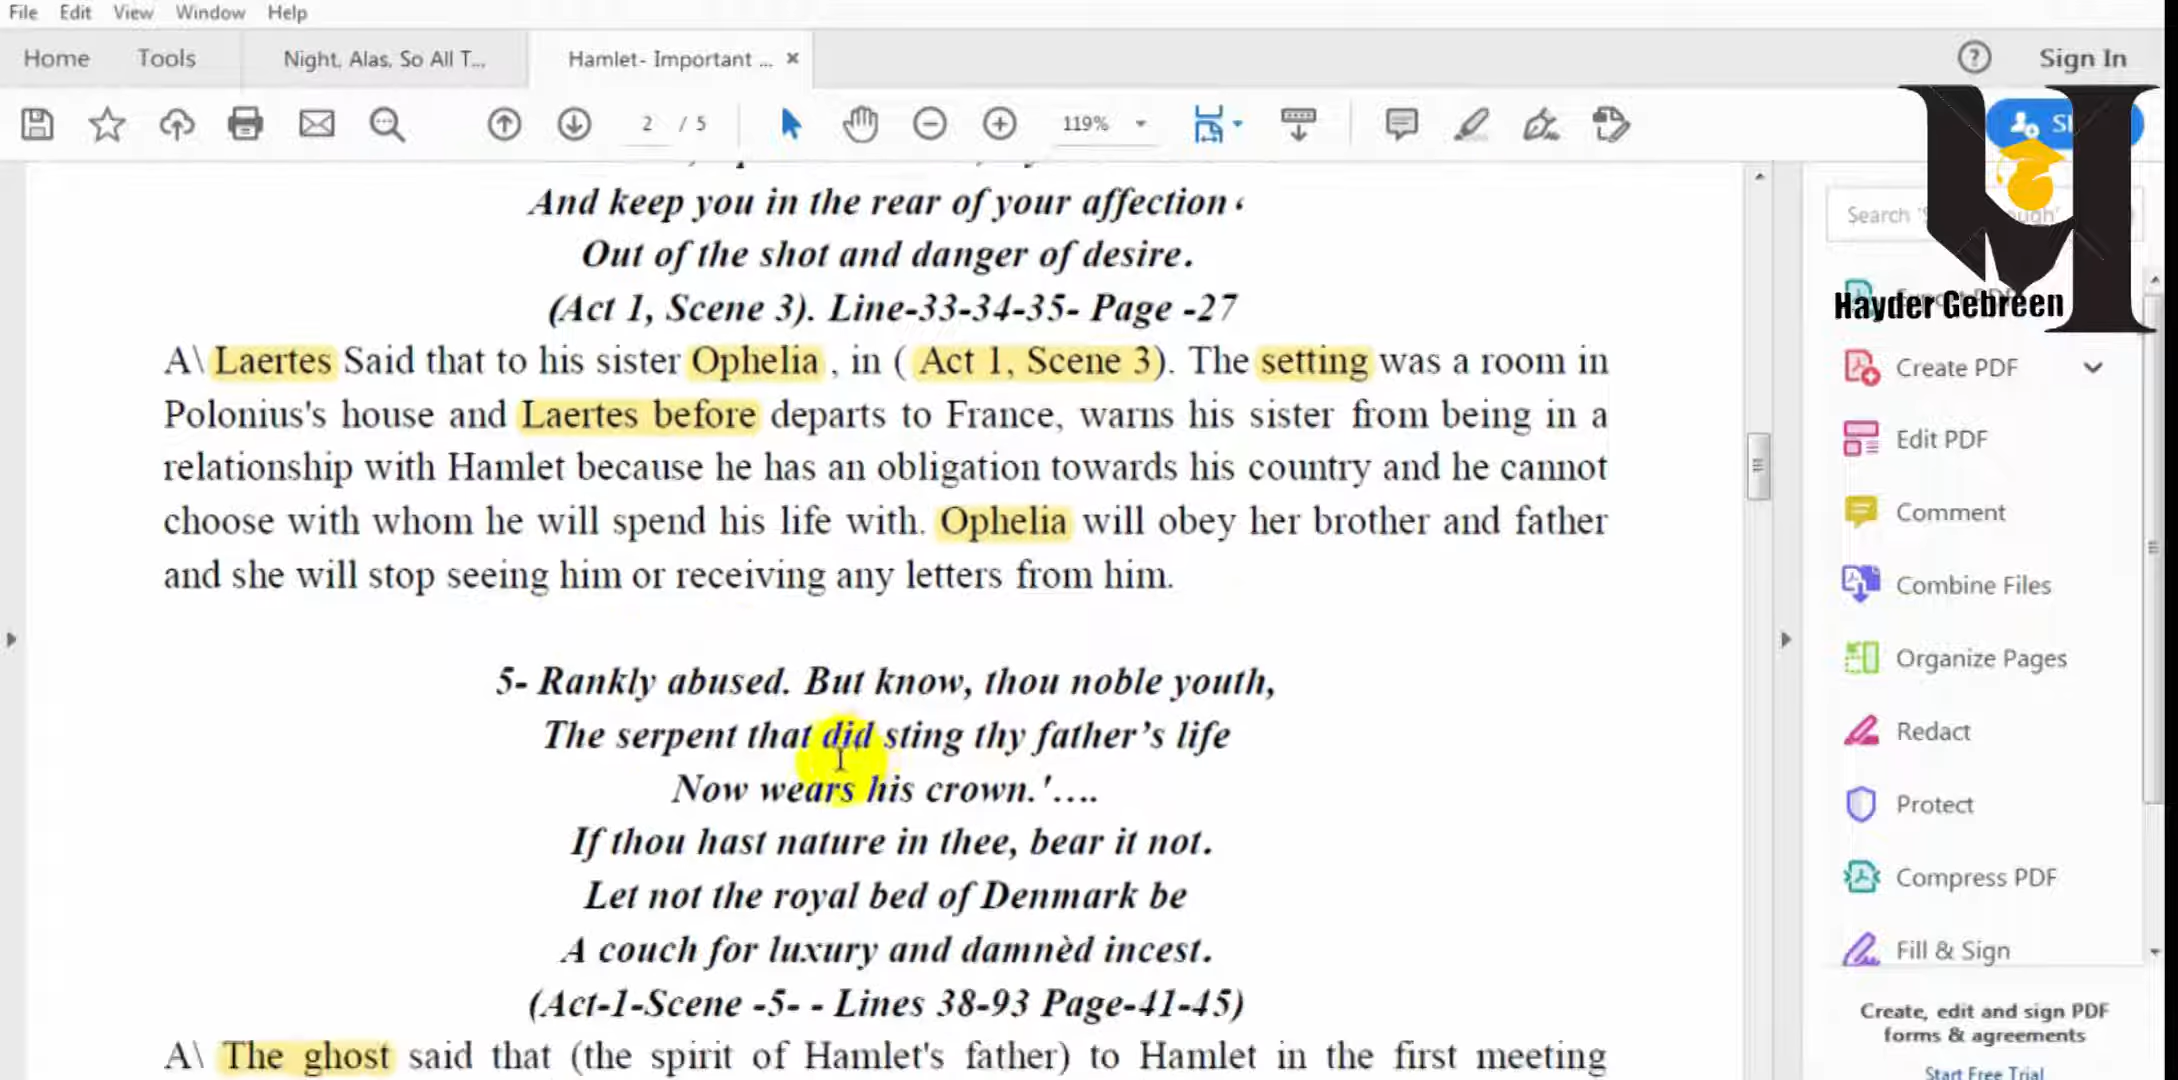 File Edit View Window Help
Home Tools Night, Alas, So All T... Hamlet- Important ... × ? Sign In
2 / 5 119%
And keep you in the rear of your affection ،
Out of the shot and danger of desire.
(Act 1, Scene 3). Line-33-34-35- Page -27
A\ Laertes Said that to his sister Ophelia , in ( Act 1, Scene 3). The setting was a room in
Polonius's house and Laertes before departs to France, warns his sister from being in a
relationship with Hamlet because he has an obligation towards his country and he cannot
choose with whom he will spend his life with. Ophelia will obey her brother and father
and she will stop seeing him or receiving any letters from him.
5- Rankly abused. But know, thou noble youth,
The serpent that did sting thy father's life
Now wears his crown.'....
If thou hast nature in thee, bear it not.
Let not the royal bed of Denmark be
A couch for luxury and damnèd incest.
(Act-1-Scene -5- - Lines 38-93 Page-41-45)
A\ The ghost said that (the spirit of Hamlet's father) to Hamlet in the first meeting
Search
Hayder Gebreen
Create PDF
Edit PDF
Comment
Combine Files
Organize Pages
Redact
Protect
Compress PDF
Fill & Sign
Create, edit and sign PDF
forms & agreements
Start Free Trial